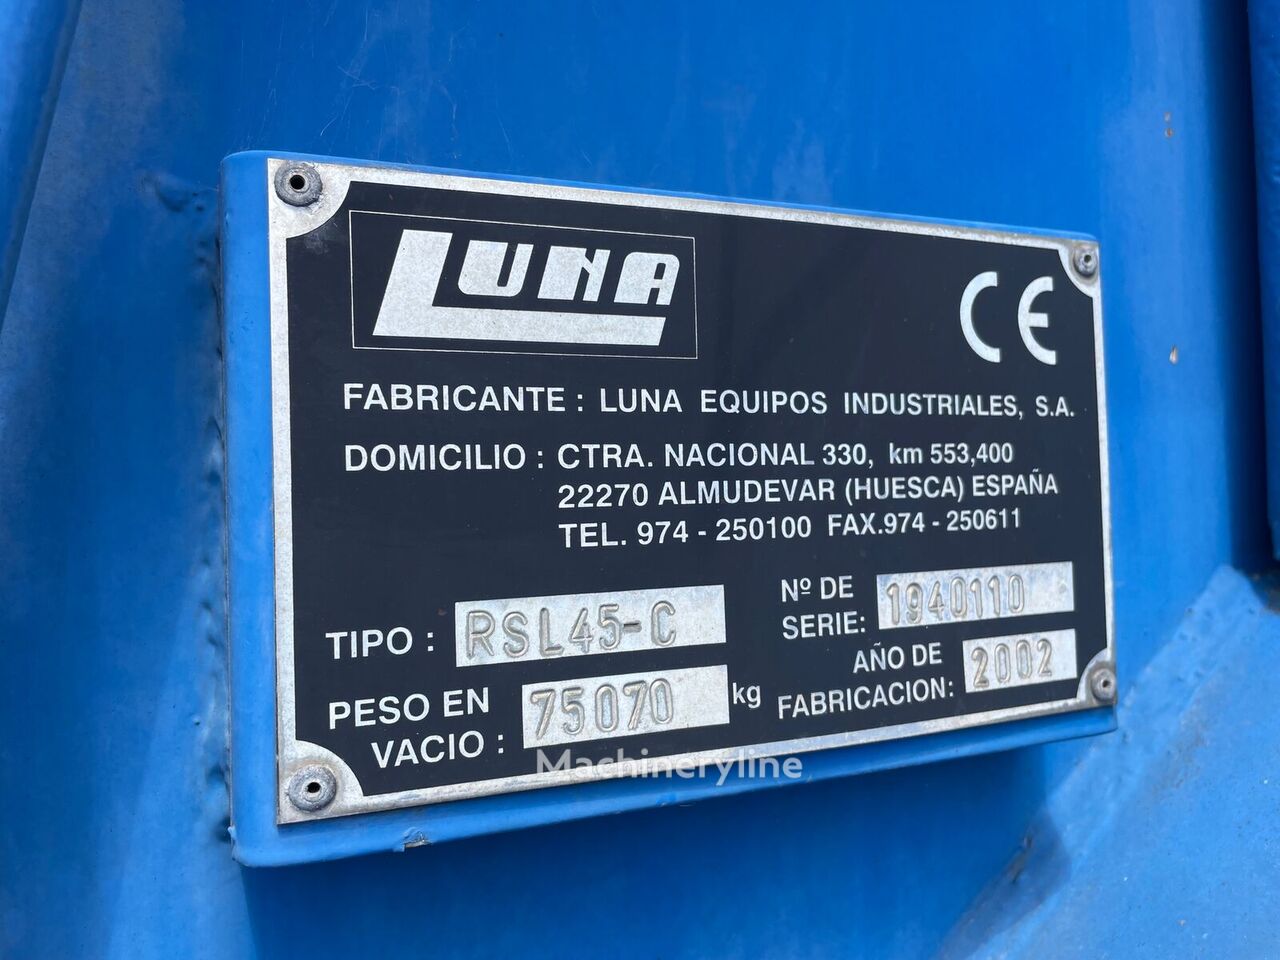 LUNA
CE
FABRICANTE : LUNA EQUIPOS INDUSTRIALES, S.A.
DOMICILIO : CTRA. NACIONAL 330, km 553,400
22270 ALMUDEVAR (HUESCA) ESPAÑA
TEL. 974 - 250100 FAX.974 - 250611
TIPO : RSL45-C
Nº DE
SERIE: 1940110
PESO EN
VACIO : 75070 kg
AÑO DE
FABRICACION: 2002
Machineryline